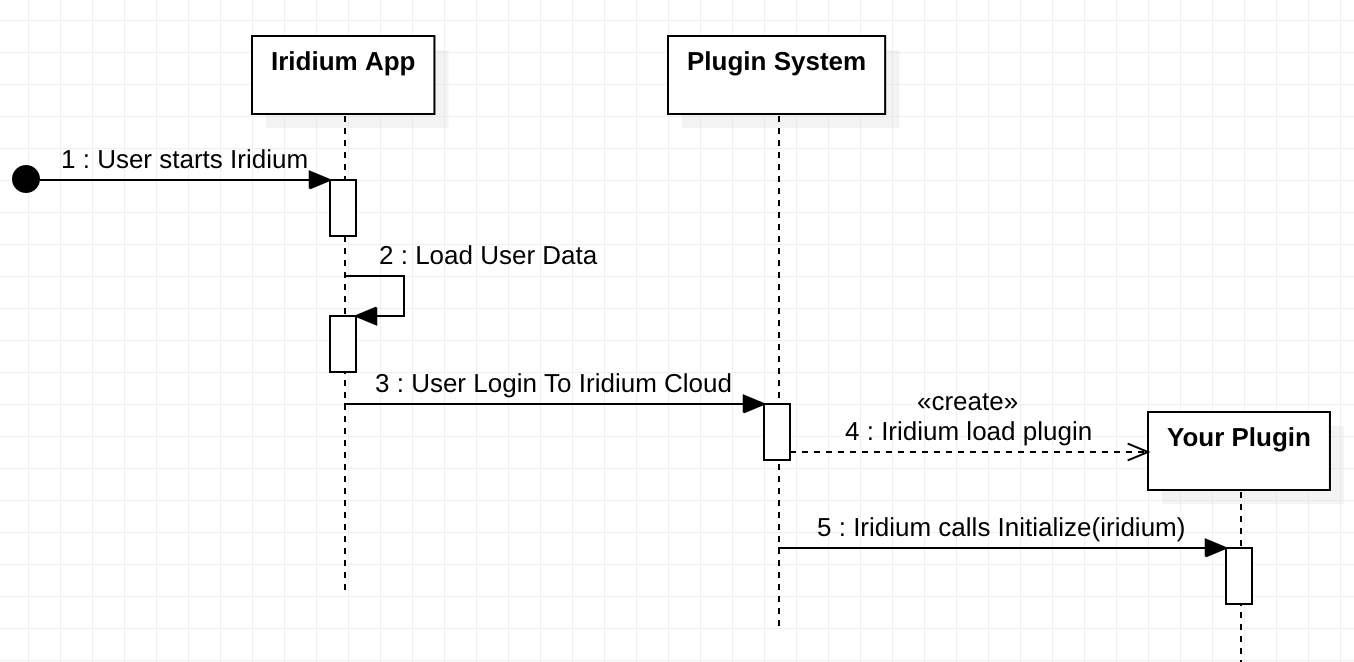 Iridium App
Plugin System
1 : User starts Iridium
2 : Load User Data
3 : User Login To Iridium Cloud
«create»
4 : Iridium load plugin
Your Plugin
5 : Iridium calls Initialize(iridium)